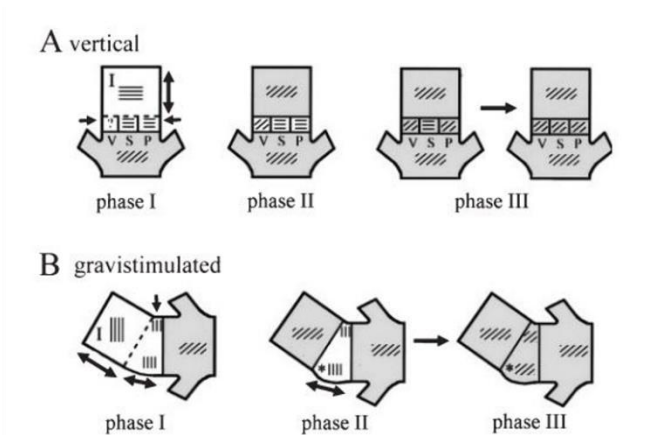 A vertical
I
? V S P
V S P
V S P
V S P
phase I
phase II
phase III
B gravistimulated
I
*
*
phase I
phase II
phase III